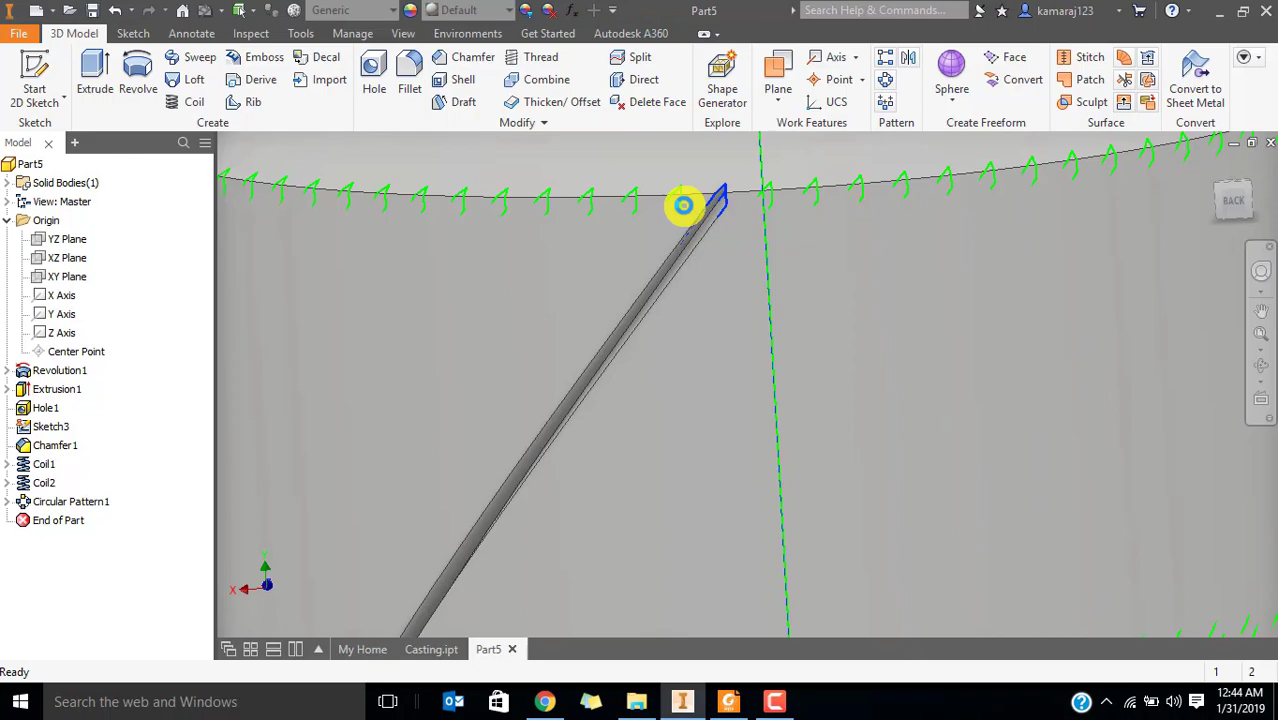 Generic
Default
Part5
Search Help & Commands...
kamaraj123
File
3D Model
Sketch
Annotate
Inspect
Tools
Manage
View
Environments
Get Started
Autodesk A360
Start
2D Sketch
Sketch
Extrude
Revolve
Sweep
Loft
Coil
Emboss
Derive
Rib
Decal
Import
Create
Hole
Fillet
Chamfer
Shell
Draft
Thread
Combine
Thicken/ Offset
Split
Direct
Delete Face
Modify
Shape
Generator
Explore
Plane
Axis
Point
UCS
Work Features
Pattern
Sphere
Face
Convert
Create Freeform
Stitch
Patch
Sculpt
Surface
Convert to
Sheet Metal
Convert
Model
Part5
Solid Bodies(1)
View: Master
Origin
YZ Plane
XZ Plane
XY Plane
X Axis
Y Axis
Z Axis
Center Point
Revolution1
Extrusion1
Hole1
Sketch3
Chamfer1
Coil1
Coil2
Circular Pattern1
End of Part
BACK
Y
X
My Home
Casting.ipt
Part5
Ready
1
2
Search the web and Windows
12:44 AM
1/31/2019